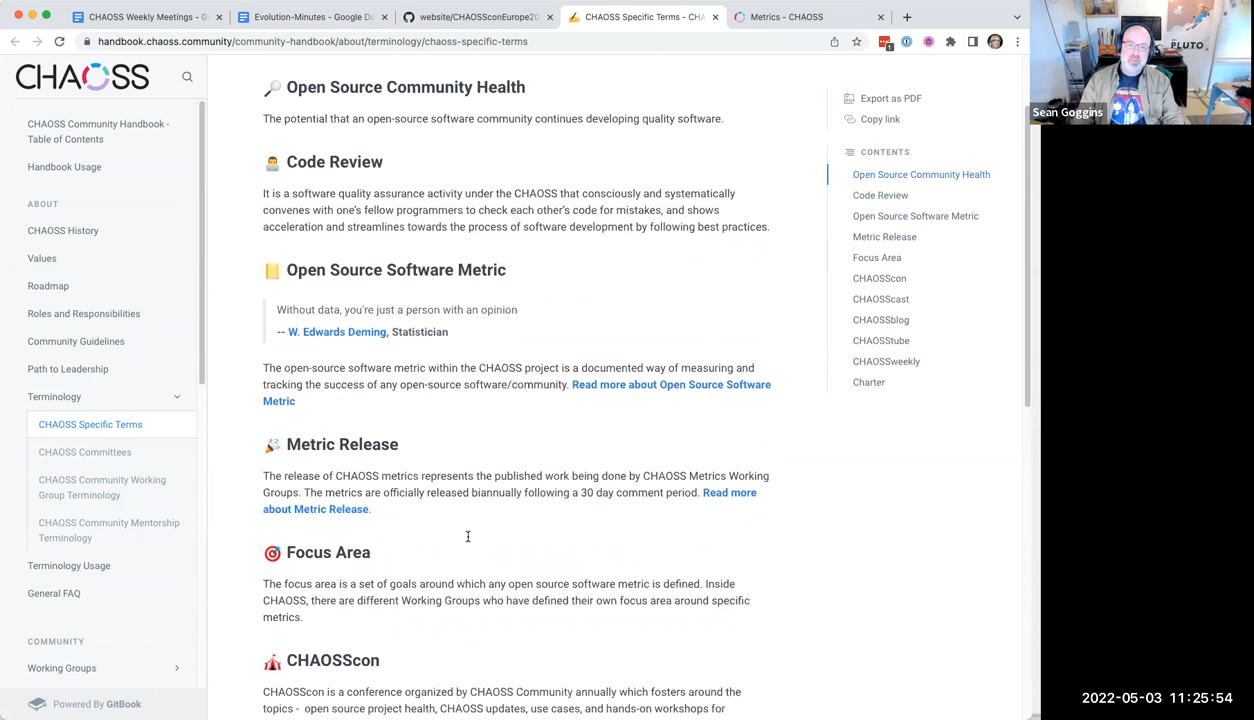 CHAOSS Weekly Meetings - G
Evolution-Minutes - Google Do
website/CHAOSSconEurope20
CHAOSS Specific Terms - CHA
Metrics - CHAOSS
handbook.chaoss.community/community-handbook/about/terminology/chaoss-specific-terms
1
CHAOSS
CHAOSS Community Handbook -
Table of Contents
Handbook Usage
ABOUT
CHAOSS History
Values
Roadmap
Roles and Responsibilities
Community Guidelines
Path to Leadership
Terminology
CHAOSS Specific Terms
CHAOSS Committees
CHAOSS Community Working
Group Terminology
CHAOSS Community Mentorship
Terminology
Terminology Usage
General FAQ
COMMUNITY
Working Groups
Powered By GitBook
Open Source Community Health
The potential that an open-source software community continues developing quality software.
Code Review
It is a software quality assurance activity under the CHAOSS that consciously and systematically
convenes with one's fellow programmers to check each other's code for mistakes, and shows
acceleration and streamlines towards the process of software development by following best practices.
Open Source Software Metric
Without data, you're just a person with an opinion
-- W. Edwards Deming, Statistician
The open-source software metric within the CHAOSS project is a documented way of measuring and
tracking the success of any open-source software/community. Read more about Open Source Software
Metric
Metric Release
The release of CHAOSS metrics represents the published work being done by CHAOSS Metrics Working
Groups. The metrics are officially released biannually following a 30 day comment period. Read more
about Metric Release.
Focus Area
The focus area is a set of goals around which any open source software metric is defined. Inside
CHAOSS, there are different Working Groups who have defined their own focus area around specific
metrics.
CHAOSScon
CHAOSScon is a conference organized by CHAOSS Community annually which fosters around the
topics - open source project health, CHAOSS updates, use cases, and hands-on workshops for
Export as PDF
Copy link
CONTENTS
Open Source Community Health
Code Review
Open Source Software Metric
Metric Release
Focus Area
CHAOSScon
CHAOSScast
CHAOSSblog
CHAOSStube
CHAOSSweekly
Charter
PLUTO
Sean Goggins
2022-05-03 11:25:54